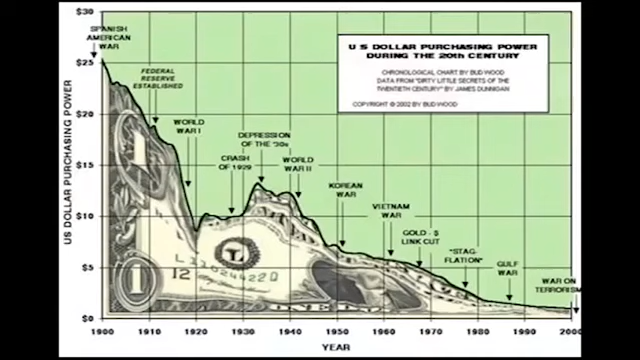 $30
$25
$20
$15
$10
$5
$0
US DOLLAR PURCHASING POWER
U S DOLLAR PURCHASING POWER
DURING THE 20th CENTURY
CHRONOLOGICAL CHART BY BUD WOOD
DATA FROM "DIRTY LITTLE SECRETS OF THE
TWENTIETH CENTURY" BY JAMES DUNNIGAN
COPYRIGHT © 2002 BY BUD WOOD
SPANISH
AMERICAN
WAR
FEDERAL
RESERVE
ESTABLISHED
WORLD
WAR I
CRASH
OF 1929
DEPRESSION
OF THE '30s
WORLD
WAR II
KOREAN
WAR
VIETNAM
WAR
GOLD - $
LINK CUT
"STAG-
FLATION"
GULF
WAR
WAR ON
TERRORISM
1
L
12
1
1900 1910 1920 1930 1940 1950 1960 1970 1980 1990 2000
YEAR